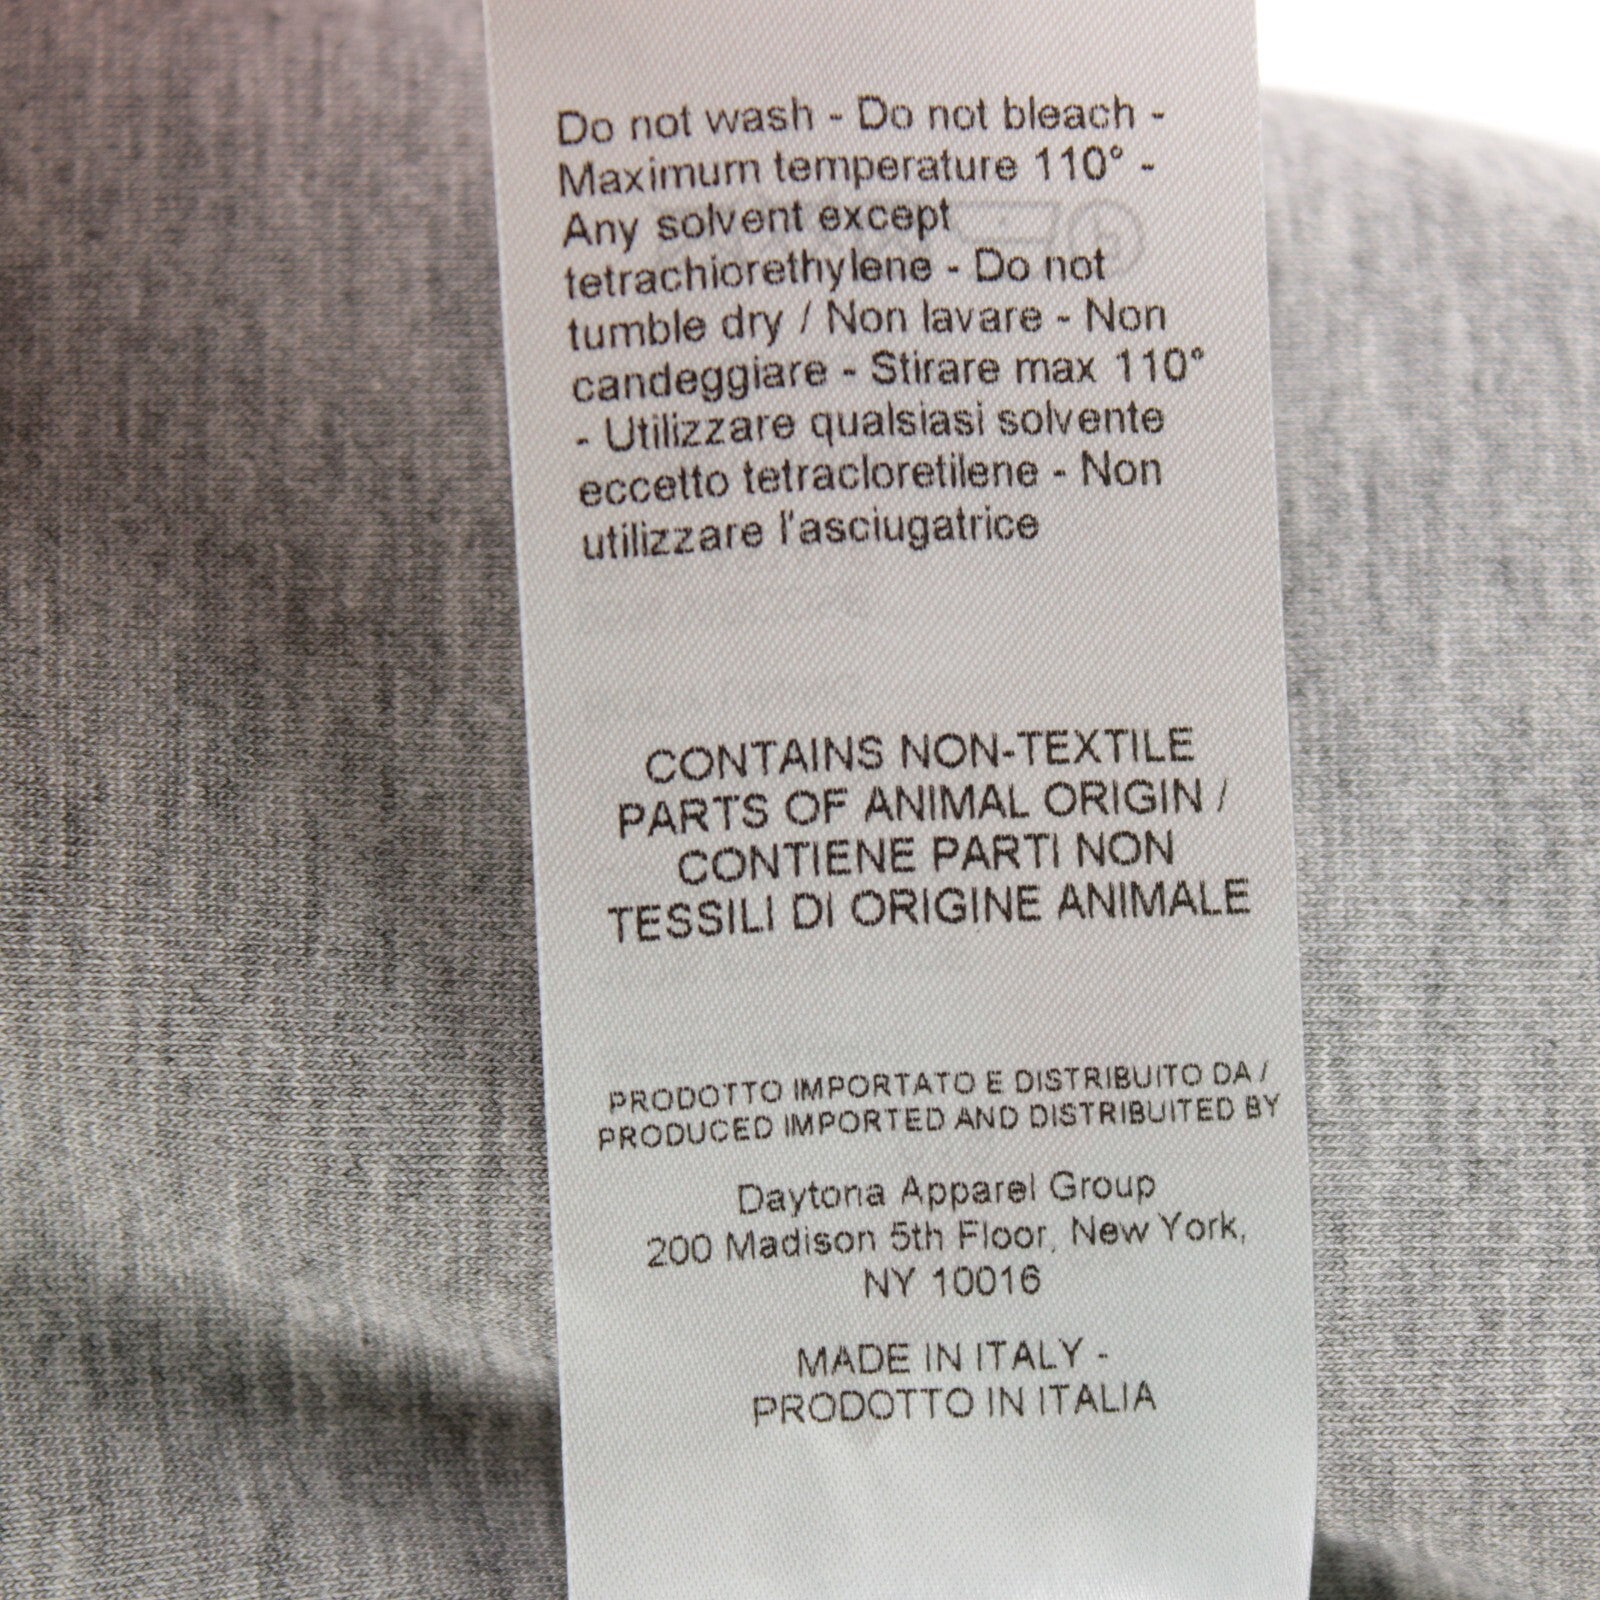 Do not wash - Do not bleach -
Maximum temperature 110° -
Any solvent except
tetrachiorethylene - Do not
tumble dry / Non lavare - Non
candeggiare - Stirare max 110°
- Utilizzare qualsiasi solvente
eccetto tetracloretilene - Non
utilizzare l'asciugatrice
CONTAINS NON-TEXTILE
PARTS OF ANIMAL ORIGIN /
CONTIENE PARTI NON
TESSILI DI ORIGINE ANIMALE
PRODOTTO IMPORTATO E DISTRIBUITO DA /
PRODUCED IMPORTED AND DISTRIBUITED BY
Daytona Apparel Group
200 Madison 5th Floor, New York,
NY 10016
MADE IN ITALY -
PRODOTTO IN ITALIA